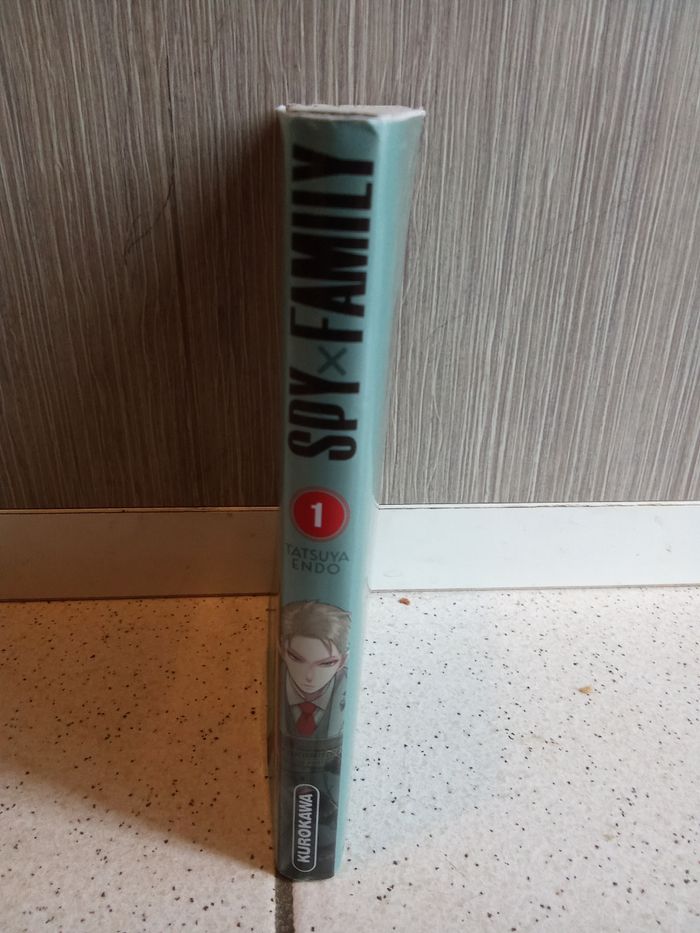 SPY×FAMILY
1
TATSUYA
ENDO
KUROKAWA